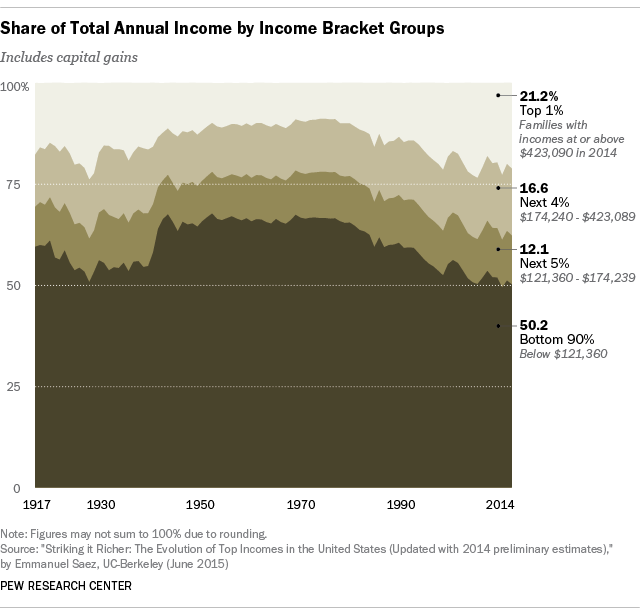 Share of Total Annual Income by Income Bracket Groups
Includes capital gains
100%
75
50
25
0
1917
1930
1950
1970
1990
2014
21.2%
Top 1%
Families with
incomes at or above
$423,090 in 2014
16.6
Next 4%
$174,240 - $423,089
12.1
Next 5%
$121,360 - $174,239
50.2
Bottom 90%
Below $121,360
Note: Figures may not sum to 100% due to rounding.
Source: "Striking it Richer: The Evolution of Top Incomes in the United States (Updated with 2014 preliminary estimates),"
by Emmanuel Saez, UC-Berkeley (June 2015)
PEW RESEARCH CENTER